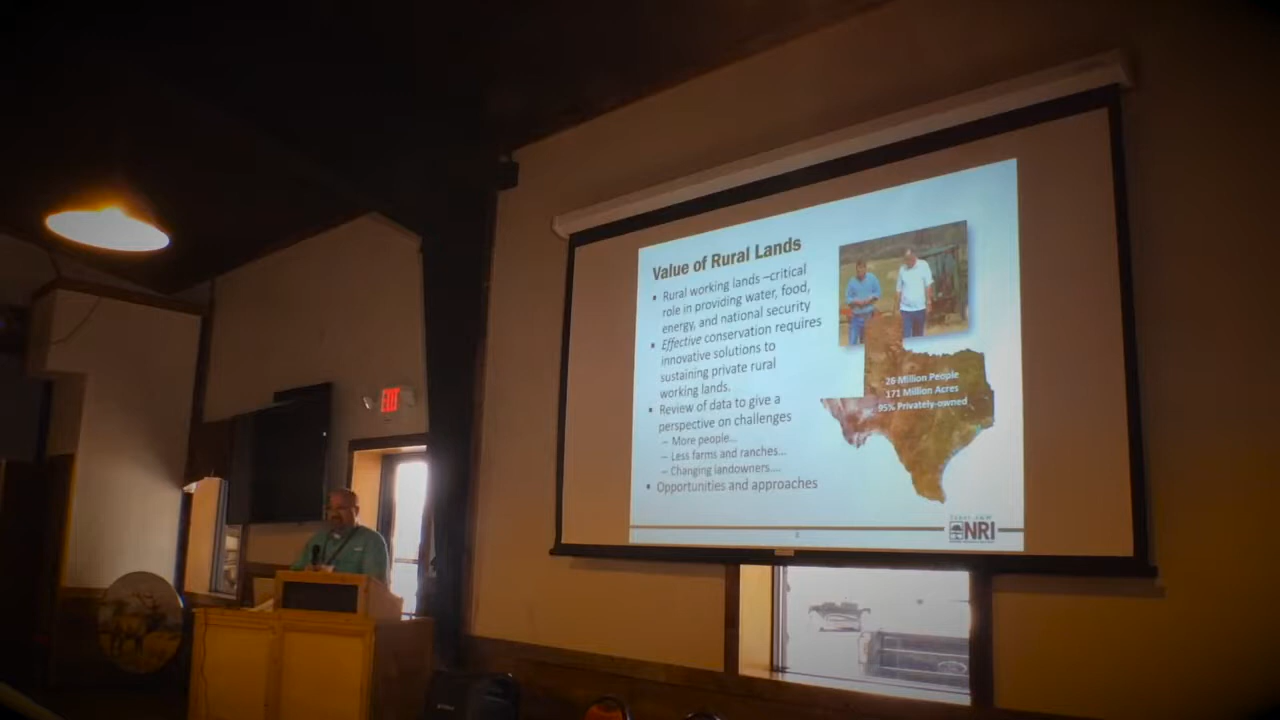 EXIT
Value of Rural Lands
▪ Rural working lands –critical
role in providing water, food,
energy, and national security
▪ Effective conservation requires
innovative solutions to
sustaining private rural
working lands.
▪ Review of data to give a
perspective on challenges
– More people…
– Less farms and ranches…
– Changing landowners….
▪ Opportunities and approaches
26 Million People
171 Million Acres
95% Privately-owned
TEXAS A&M
NRI